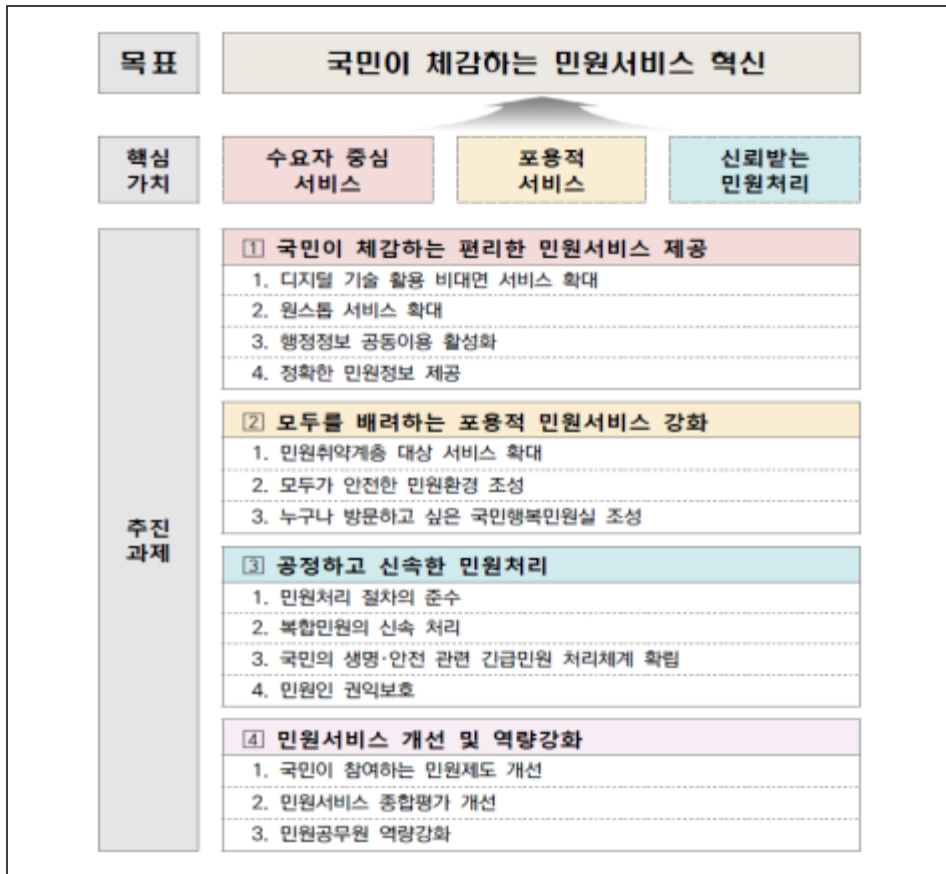 목표
국민이 체감하는 민원서비스 혁신
핵심
가치
수요자 중심
서비스
포용적
서비스
신뢰받는
민원처리
추진
과제
1 국민이 체감하는 편리한 민원서비스 제공
1. 디지털 기술 활용 비대면 서비스 확대
2. 원스톱 서비스 확대
3. 행정정보 공동이용 활성화
4. 정확한 민원정보 제공
2 모두를 배려하는 포용적 민원서비스 강화
1. 민원취약계층 대상 서비스 확대
2. 모두가 안전한 민원환경 조성
3. 누구나 방문하고 싶은 국민행복민원실 조성
3 공정하고 신속한 민원처리
1. 민원처리 절차의 준수
2. 복합민원의 신속 처리
3. 국민의 생명·안전 관련 긴급민원 처리체계 확립
4. 민원인 권익보호
4 민원서비스 개선 및 역량강화
1. 국민이 참여하는 민원제도 개선
2. 민원서비스 종합평가 개선
3. 민원공무원 역량강화